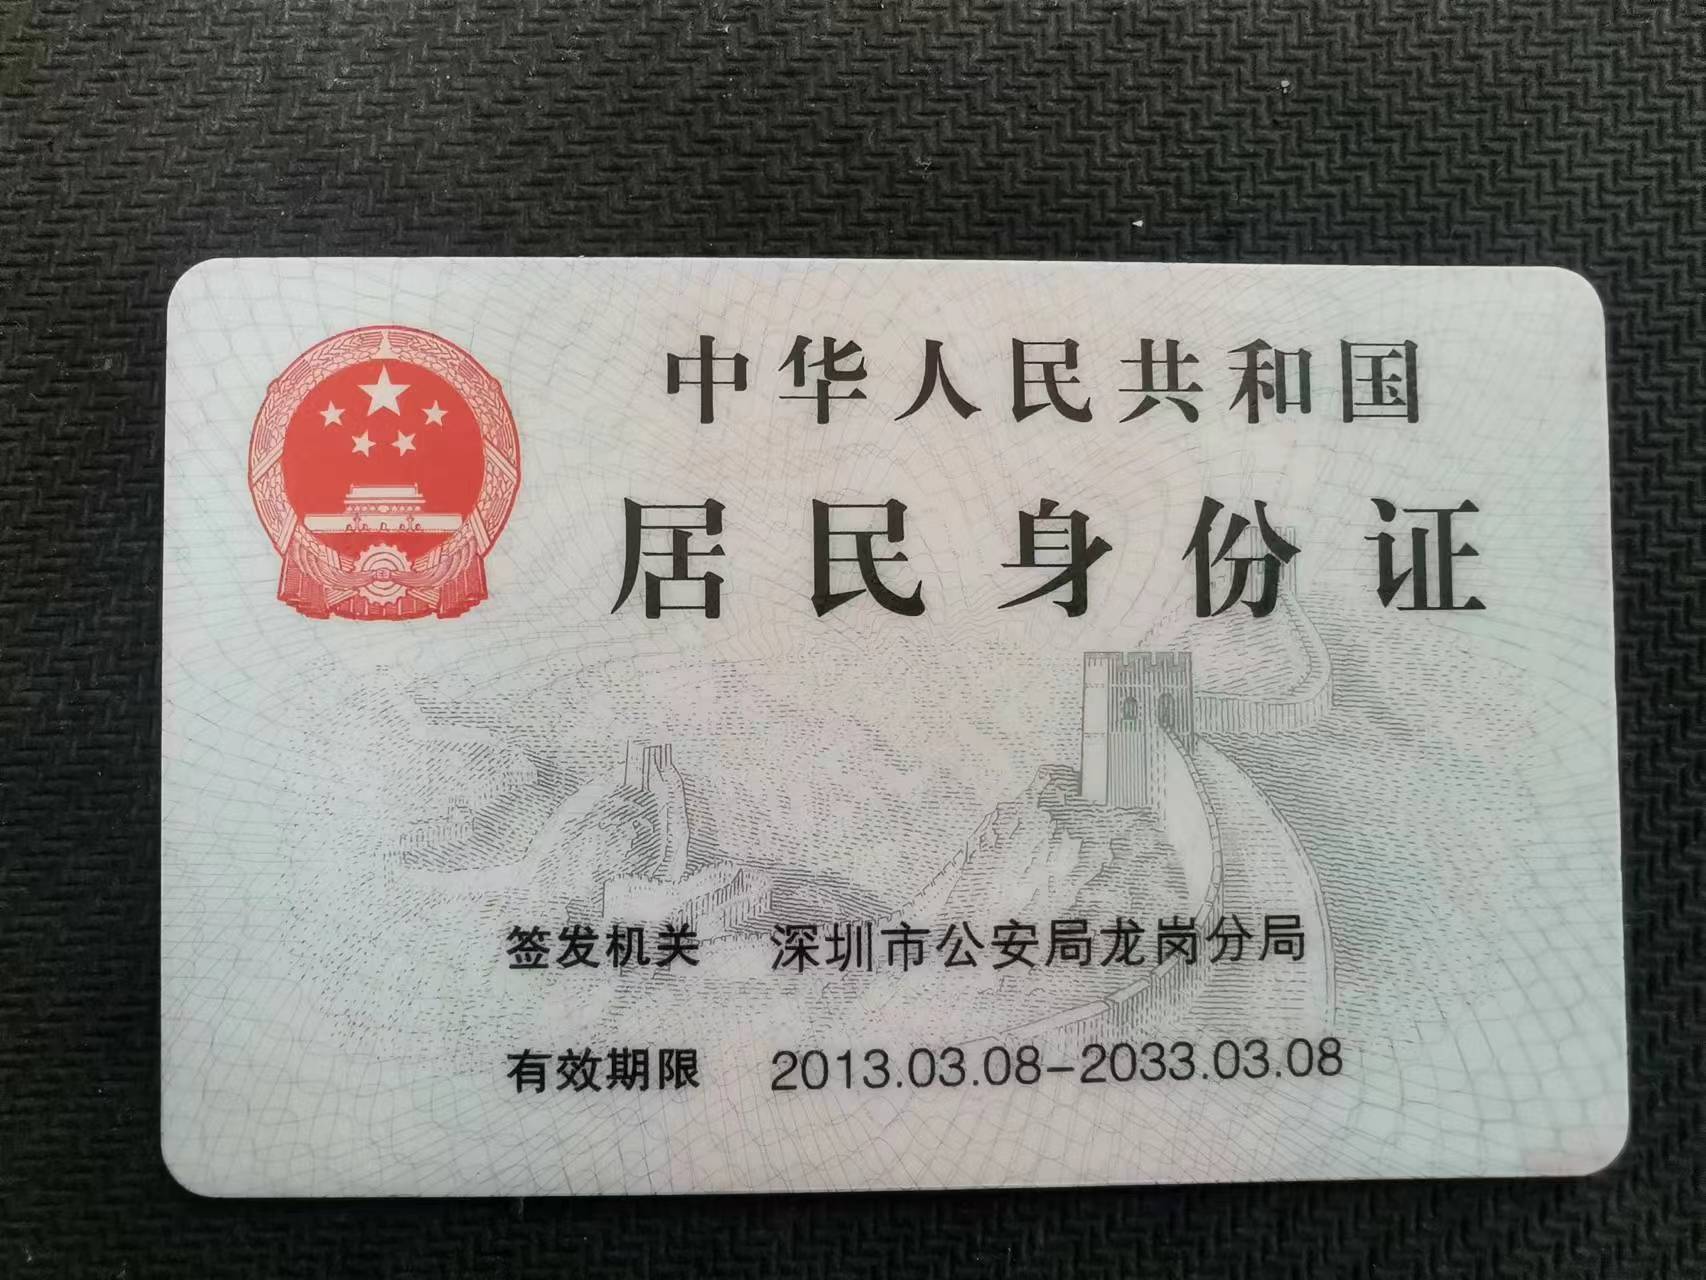 中华人民共和国
居民身份证
签发机关 深圳市公安局龙岗分局
有效期限 2013.03.08-2033.03.08